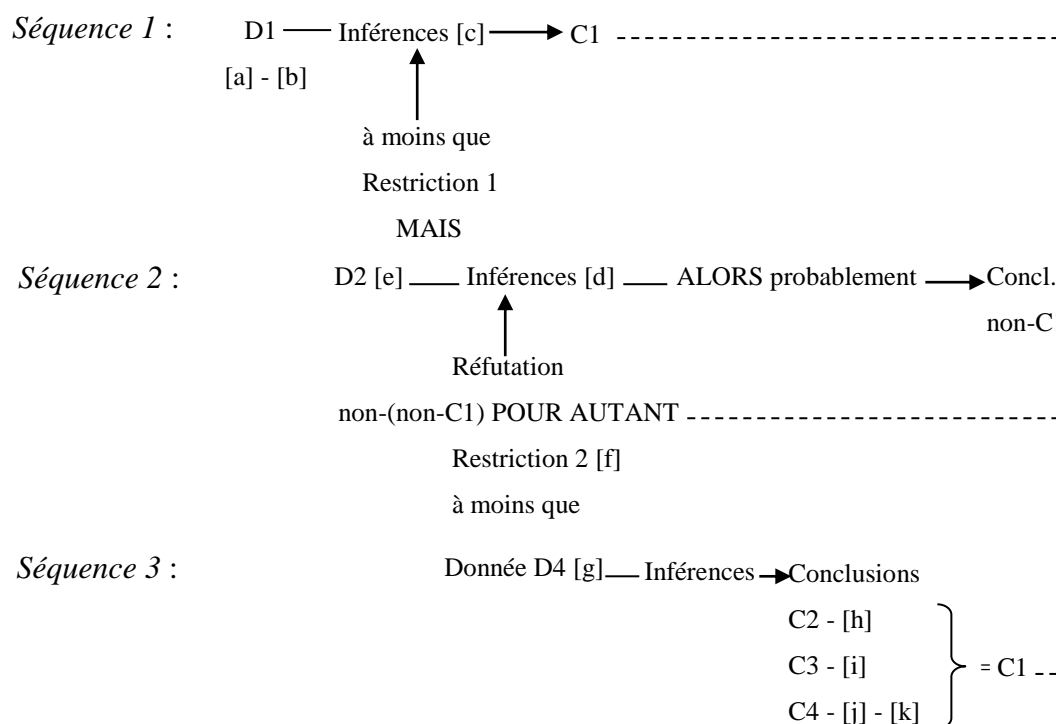 Séquence 1 : D1 Inférences [c] C1
[a] - [b]
à moins que
Restriction 1
MAIS
Séquence 2 : D2 [e] Inférences [d] ALORS probablement Concl.
non-C
Réfutation
non-(non-C1) POUR AUTANT
Restriction 2 [f]
à moins que
Séquence 3 : Donnée D4 [g] Inférences Conclusions
C2 - [h]
C3 - [i] = C1
C4 - [j] - [k]